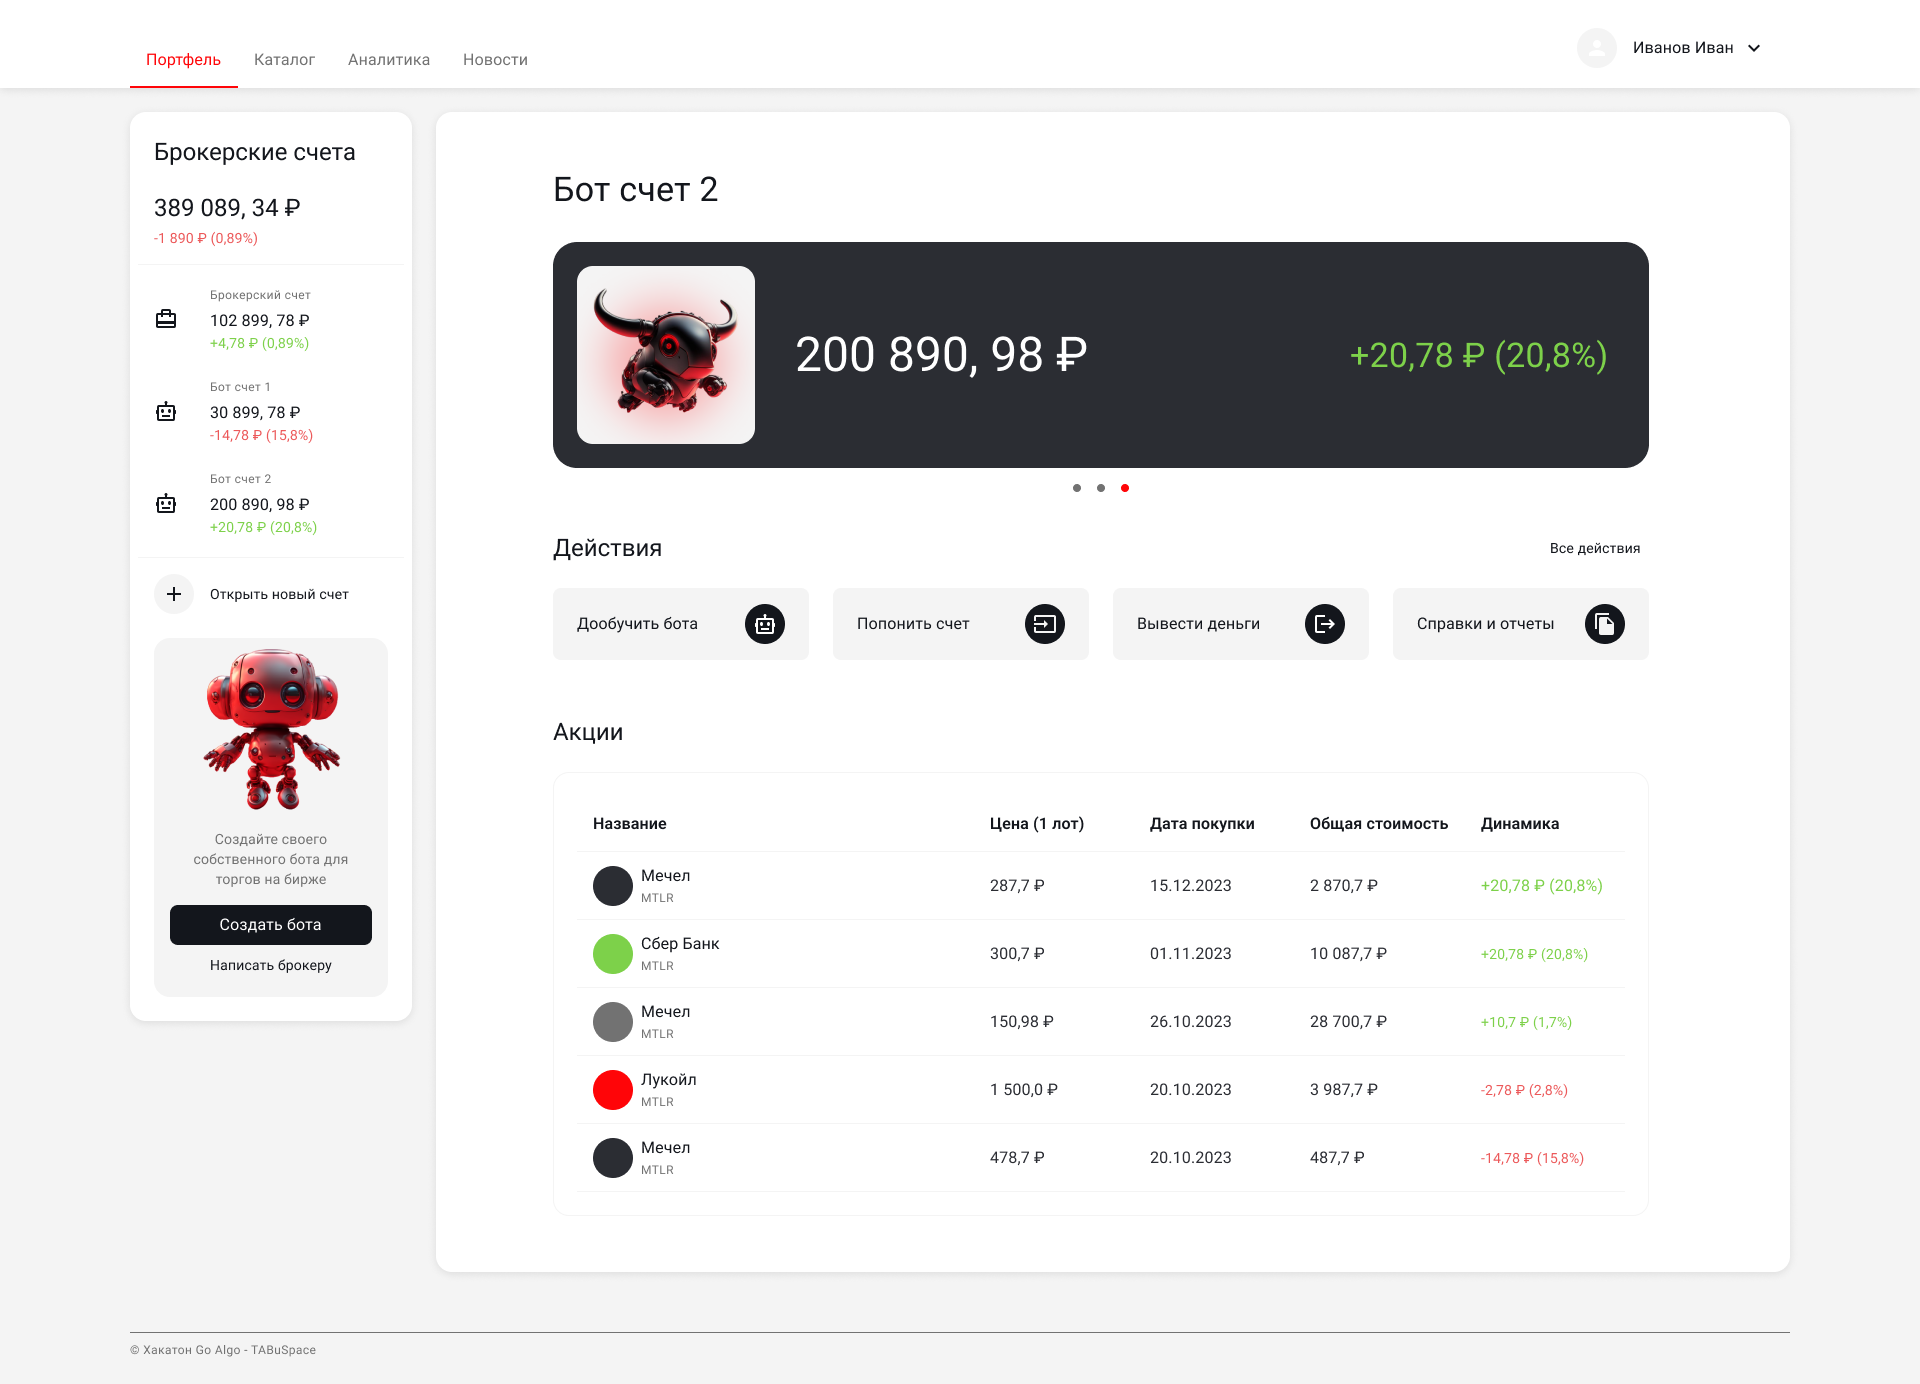 Портфель
Каталог
Аналитика
Новости
Иванов Иван
Брокерские счета
389 089, 34 ₽
-1 890 ₽ (0,89%)
Брокерский счет
102 899, 78 ₽
+4,78 ₽ (0,89%)
Бот счет 1
30 899, 78 ₽
-14,78 ₽ (15,8%)
Бот счет 2
200 890, 98 ₽
+20,78 ₽ (20,8%)
Открыть новый счет
Создайте своего
собственного бота для
торгов на бирже
Создать бота
Написать брокеру
Бот счет 2
200 890, 98 ₽
+20,78 ₽ (20,8%)
Действия
Все действия
Дообучить бота
Попонить счет
Вывести деньги
Справки и отчеты
Акции
Название Цена (1 лот) Дата покупки Общая стоимость Динамика
Мечел
MTLR
287,7 ₽ 15.12.2023 2 870,7 ₽ +20,78 ₽ (20,8%)
Сбер Банк
MTLR
300,7 ₽ 01.11.2023 10 087,7 ₽ +20,78 ₽ (20,8%)
Мечел
MTLR
150,98 ₽ 26.10.2023 28 700,7 ₽ +10,7 ₽ (1,7%)
Лукойл
MTLR
1 500,0 ₽ 20.10.2023 3 987,7 ₽ -2,78 ₽ (2,8%)
Мечел
MTLR
478,7 ₽ 20.10.2023 487,7 ₽ -14,78 ₽ (15,8%)
© Хакатон Go Algo - TABuSpace